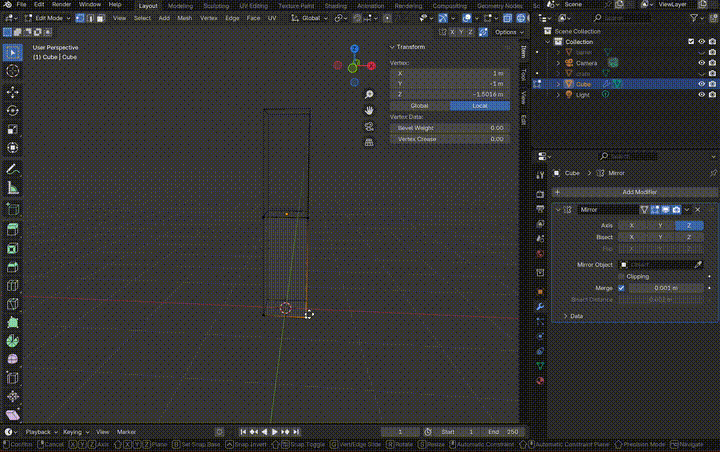 File Edit Render Window Help Layout Modeling Sculpting UV Editing Texture Paint Shading Animation Rendering Compositing Geometry Nodes Scene ViewLayer
Edit Mode View Select Add Mesh Vertex Edge Face UV Global
X Y Z Options
User Perspective
(1) Cube | Cube
Transform
Vertex:
X 1 m
Y -1 m
Z -1.5016 m
Global Local
Vertex Data:
Bevel Weight 0.00
Vertex Crease 0.00
Item
Tool
View
Edit
Scene Collection
Collection
Camera
Cube
Light
Search
Cube Mirror
Add Modifier
Mirror
Axis X Y Z
Bisect X Y Z
Flip X Y Z
Mirror Object Object
Clipping
Merge 0.001 m
Bisect Distance 0.001 m
Data
Playback Keying View Marker 1 Start 1 End 250
Confirm Cancel X Y Z Axis X Y Z Plane Set Snap Base Snap Invert Snap Toggle G Vert/Edge Slide R Rotate S Resize Automatic Constraint Automatic Constraint Plane Precision Mode Navigate